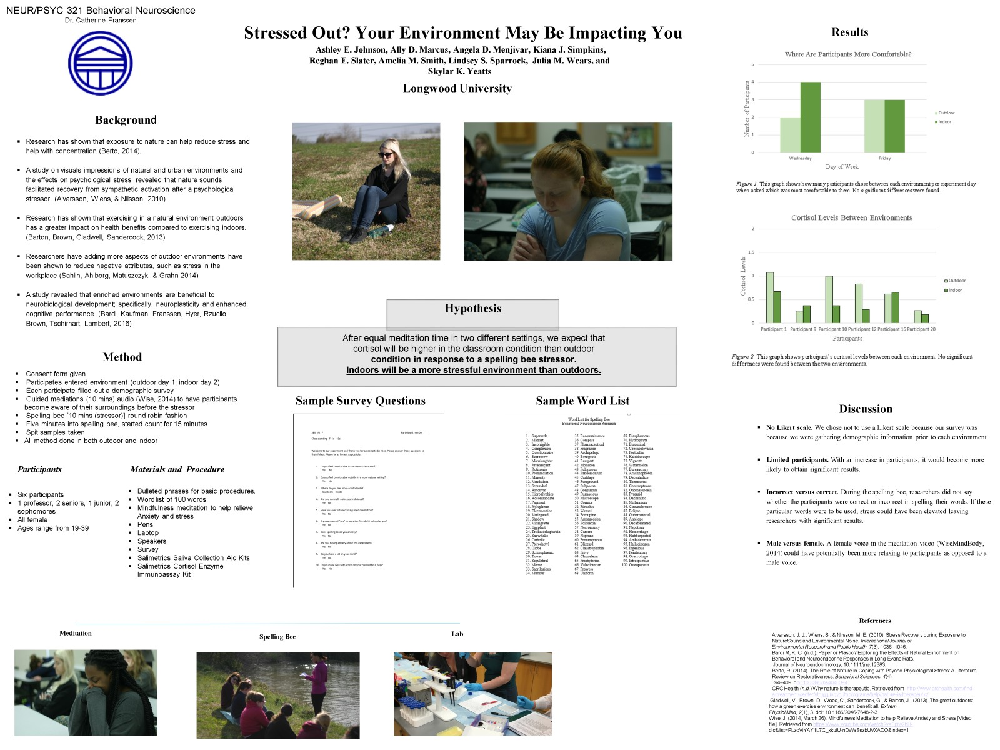 NEUR/PSYC 321 Behavioral Neuroscience
Dr. Catherine Franssen
Stressed Out? Your Environment May Be Impacting You
Ashley E. Johnson, Ally D. Marcus, Angela D. Menjivar, Kiana J. Simpkins,
Reghan E. Slater, Amelia M. Smith, Lindsey S. Sparrock, Julia M. Wears, and
Skylar K. Yeatts
Longwood University
Background
▪ Research has shown that exposure to nature can help reduce stress and
help with concentration (Berto, 2014).
▪ A study on visuals impressions of natural and urban environments and
the effects on psychological stress, revealed that nature sounds
facilitated recovery from sympathetic activation after a psychological
stressor. (Alvarsson, Wiens, & Nilsson, 2010)
▪ Research has shown that exercising in a natural environment outdoors
has a greater impact on health benefits compared to exercising indoors.
(Barton, Brown, Gladwell, Sandercock, 2013)
▪ Researchers have adding more aspects of outdoor environments have
been shown to reduce negative attributes, such as stress in the
workplace (Sahlin, Ahlborg, Matuszczyk, & Grahn 2014)
▪ A study revealed that enriched environments are beneficial to
neurobiological development; specifically, neuroplasticity and enhanced
cognitive performance. (Bardi, Kaufman, Franssen, Hyer, Rzucilo,
Brown, Tschirhart, Lambert, 2016)
Method
▪ Consent form given
▪ Participates entered environment (outdoor day 1; indoor day 2)
▪ Each participate filled out a demographic survey
▪ Guided mediations (10 mins) audio (Wise, 2014) to have participants
become aware of their surroundings before the stressor
▪ Spelling bee [10 mins (stressor)] round robin fashion
▪ Five minutes into spelling bee, started count for 15 minutes
▪ Spit samples taken
▪ All method done in both outdoor and indoor
Participants
▪ Six participants
▪ 1 professor, 2 seniors, 1 junior, 2
sophomores
▪ All female
▪ Ages range from 19-39
Materials and Procedure
▪ Bulleted phrases for basic procedures.
▪ Word list of 100 words
▪ Mindfulness meditation to help relieve
Anxiety and stress
▪ Pens
▪ Laptop
▪ Speakers
▪ Survey
▪ Salimetrics Saliva Collection Aid Kits
▪ Salimetrics Cortisol Enzyme
Immunoassay Kit
Hypothesis
After equal meditation time in two different settings, we expect that
cortisol will be higher in the classroom condition than outdoor
condition in response to a spelling bee stressor.
Indoors will be a more stressful environment than outdoors.
Sample Survey Questions
SEX: M F Participant number ___
Class standing: F So J Se
Welcome to our experiment and thank you for agreeing to be here. Please answer these questions to
their fullest. Please be as honest as possible.
1. Do you feel comfortable in the Neuro classroom?
Yes No
2. Do you feel comfortable outside in a more natural setting?
Yes No
3. Where do you feel more comfortable?
Outdoors Inside
4. Are you normally a stressed individual?
Yes No
5. Have you ever listened to a guided meditation?
Yes No
6. If you answered "yes" to question five, did it help relax you?
Yes No
7. Does spelling cause you anxiety?
Yes No
8. Are you having anxiety about this experiment?
Yes No
9. Do you have a lot on your mind?
Yes No
10. Do you cope well with stress on your own without help?
Yes No
Sample Word List
Word List for Spelling Bee
Behavioral Neuroscience Research
1. Supersede
2. Magnet
3. Incorrigible
4. Complexion
5. Questionnaire
6. Scarecrow
7. Manslaughter
8. Juvenescent
9. Rotisserie
10. Pronunciation
11. Minority
12. Vandalism
13. Scoundrel
14. Antonym
15. Hieroglyphics
16. Accommodate
17. Payment
18. Xylophone
19. Electrocution
20. Variegated
21. Shadow
22. Vinaigrette
23. Eggplant
24. Triskaidekaphobia
25. Snowflake
26. Catholic
27. Pterodactyl
28. Globe
29. Schizophrenic
30. Torrent
31. Sepulchral
32. Moose
33. Sacrilegious
34. Murmur
35. Reconnaissance
36. Compass
37. Pharmaceutical
38. Fragrance
39. Archipelago
40. Bourgeois
41. Rampart
42. Monsoon
43. Fuliginous
44. Pandemonium
45. Cartilage
46. Foreground
47. Subpoena
48. Gregarious
49. Pugnacious
50. Microscope
51. Cornice
52. Pistachio
53. Weasel
54. Porcupine
55. Armageddon
56. Poinsettia
57. Necromancy
58. Camera
59. Neptune
60. Presumptuous
61. Blizzard
62. Claustrophobia
63. Privy
64. Chameleon
65. Presbyterian
66. Valedictorian
67. Prowess
68. Uniform
69. Blasphemous
70. Hydrophyte
71. Binominal
72. Czechoslovakia
73. Portcullis
74. Kaleidoscope
75. Vignette
76. Watermelon
77. Bureaucracy
78. Arachnophobia
79. Decentralize
80. Thermostat
81. Contemptuous
82. Onomatopoeia
83. Pyramid
84. Dachshund
85. Millennium
86. Circumference
87. Eclipse
88. Gubernatorial
89. Antelope
90. Decaffeinated
91. Nepotism
92. Hemorrhage
93. Flabbergasted
94. Ambidextrous
95. Hallucinogen
96. Ingenious
97. Penitentiary
98. Overvoltage
99. Introspective
100. Osteoporosis
Meditation
Spelling Bee
Lab
Results
Where Are Participants More Comfortable?
Number of Participants
5
4
3
2
1
0
Wednesday Friday
Day of Week
Outdoor
Indoor
Figure 1. This graph shows how many participants chose between each environment per experiment day
when asked which was most comfortable to them. No significant differences were found.
Cortisol Levels Between Environments
Cortisol Levels
2
1.5
1
0.5
0
Participant 1 Participant 9 Participant 10 Participant 12 Participant 16 Participant 20
Participants
Outdoor
Indoor
Figure 2. This graph shows participant's cortisol levels between each environment. No significant
differences were found between the two environments.
Discussion
▪ No Likert scale. We chose not to use a Likert scale because our survey was
because we were gathering demographic information prior to each environment.
▪ Limited participants. With an increase in participants, it would become more
likely to obtain significant results.
▪ Incorrect versus correct. During the spelling bee, researchers did not say
whether the participants were correct or incorrect in spelling their words. If these
particular words were to be used, stress could have been elevated leaving
researchers with significant results.
▪ Male versus female. A female voice in the meditation video (WiseMindBody,
2014) could have potentially been more relaxing to participants as opposed to a
male voice.
References
Alvarsson, J. J., Wiens, S., & Nilsson, M. E. (2010). Stress Recovery during Exposure to
NatureSound and Environmental Noise. International Journal of
Environmental Research and Public Health, 7(3), 1036–1046.
Bardi M, K. C. (n.d.). Paper or Plastic? Exploring the Effects of Natural Enrichment on
Behavioral and Neuroendocrine Responses in Long-Evans Rats.
Journal of Neuroendocrinology, 10.1111/jne.12383.
Berto, R. (2014). The Role of Nature in Coping with Psycho-Physiological Stress: A Literature
Review on Restorativeness. Behavioral Sciences, 4(4),
394–409.
CRC Health (n.d.) Why nature is therapeutic. Retrieved from http://www.crchealth.com/find-
a-treatment-center/strugglingyouthprograms/help/nature-is-therapeutic/
Gladwell, V., Brown, D., Wood, C., Sandercock, G., & Barton, J. (2013). The great outdoors:
how a green exercise environment can benefit all. Extrem
Physiol Med, 2(1), 3. doi: 10.1186/2046-7648-2-3
Wise, J. (2014, March 26). Mindfulness Meditation to help Relieve Anxiety and Stress [Video
file]. Retrieved from
dIc&list=PLzoViYAY1L7C_xkuiU-nDWaSszbUVXADO&index=1